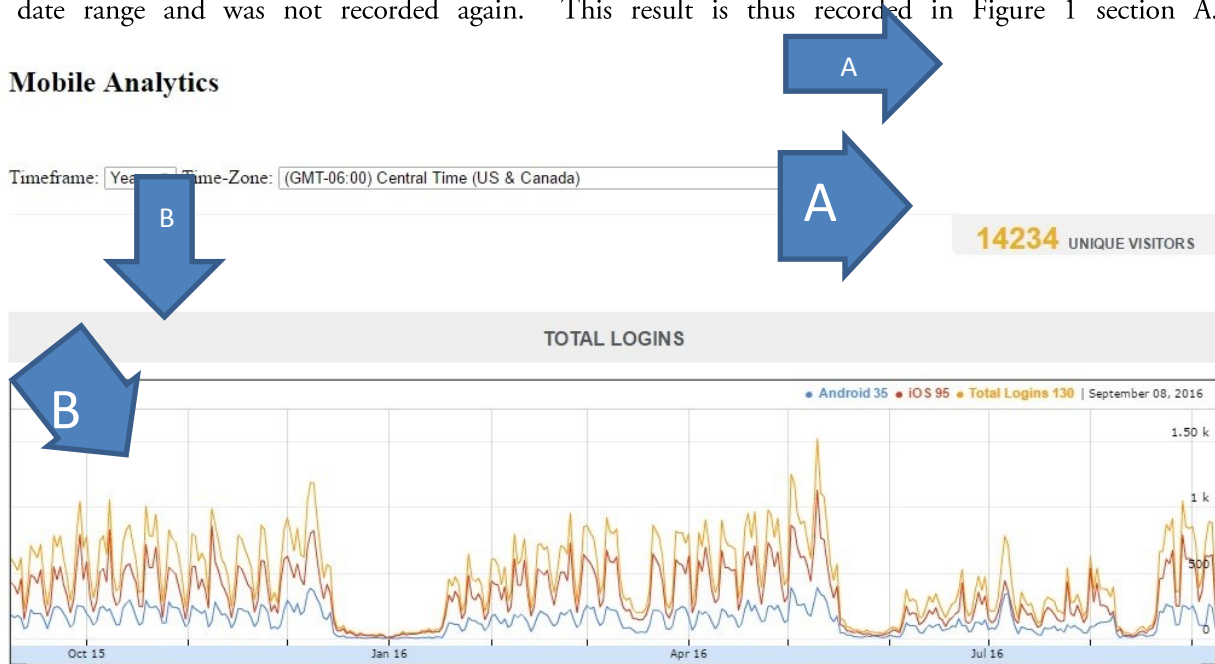 date range and was not recorded again. This result is thus recorded in Figure 1 section A.
A
Mobile Analytics
A
Timeframe: Yea Time-Zone: (GMT-06:00) Central Time (US & Canada)
B
14234 UNIQUE VISITORS
TOTAL LOGINS
B
Android 35 iOS 95 Total Logins 130 | September 08, 2016
1.50 k
1 k
500
0
Oct 15 Jan 16 Apr 16 Jul 16